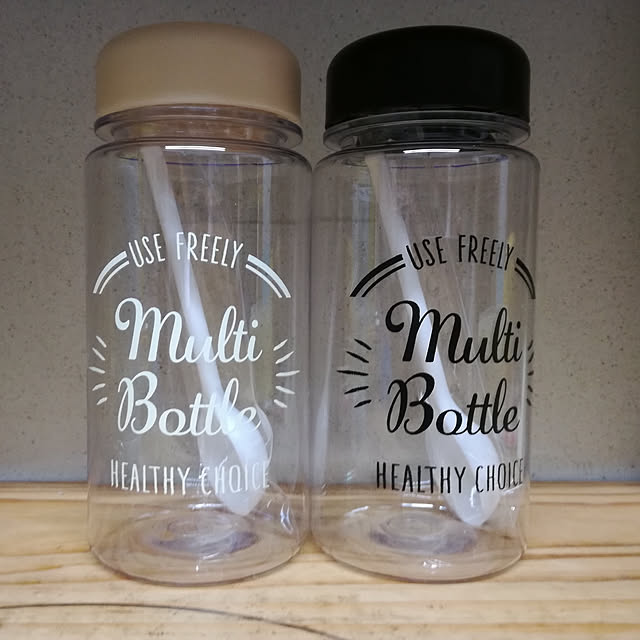 USE FREELY
Multi
Bottle
HEALTHY CHOICE
USE FREELY
Multi
Bottle
HEALTHY CHOICE